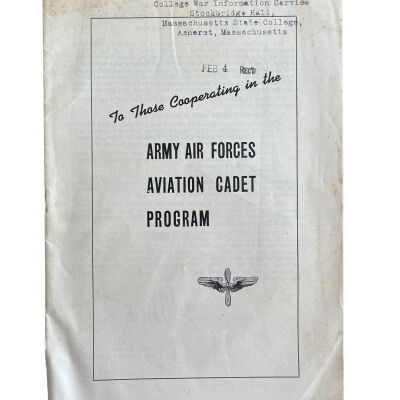 College War Information Service
Stockbridge Hall,
Massachusetts State College,
Amherst, Massachusetts
FEB 4 Rec'd
To Those Cooperating in the
ARMY AIR FORCES
AVIATION CADET
PROGRAM